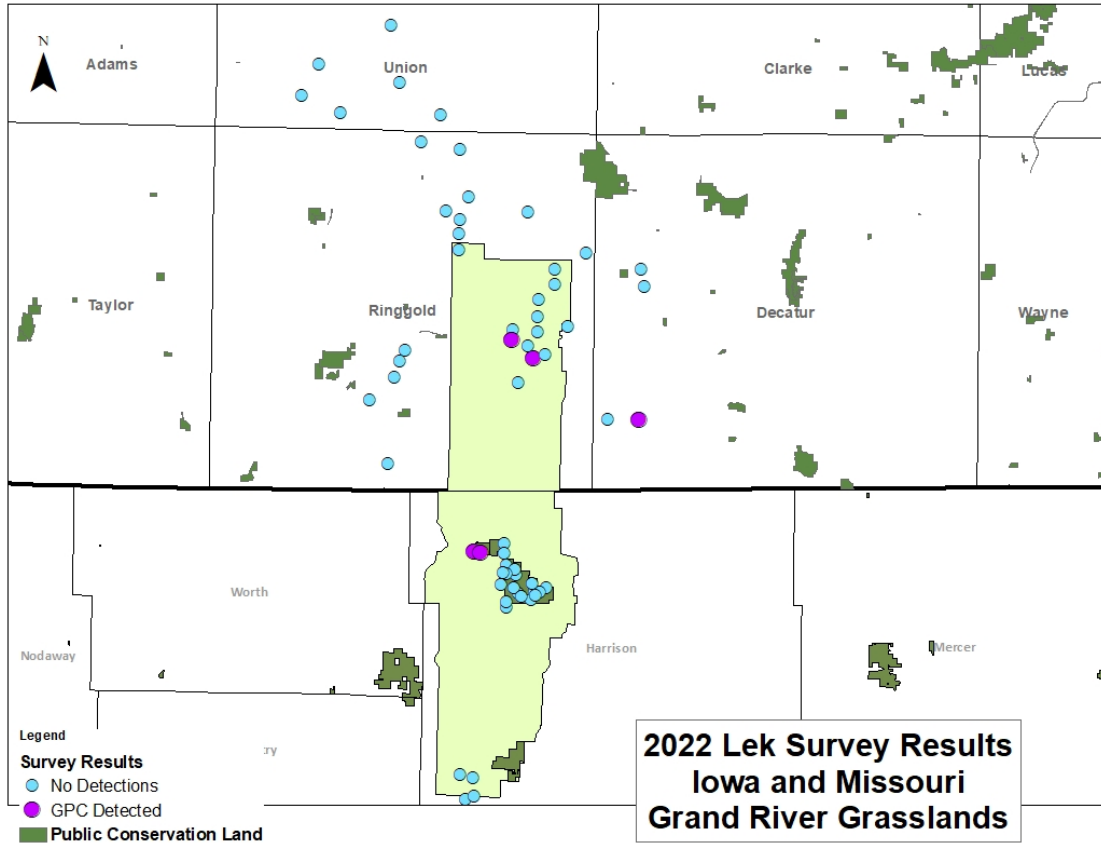 N
Adams
Union
Clarke
Lucas
Taylor
Ringgold
Decatur
Wayne
Worth
Nodaway
Harrison
Mercer
try
Legend
Survey Results
No Detections
GPC Detected
Public Conservation Land
2022 Lek Survey Results
Iowa and Missouri
Grand River Grasslands